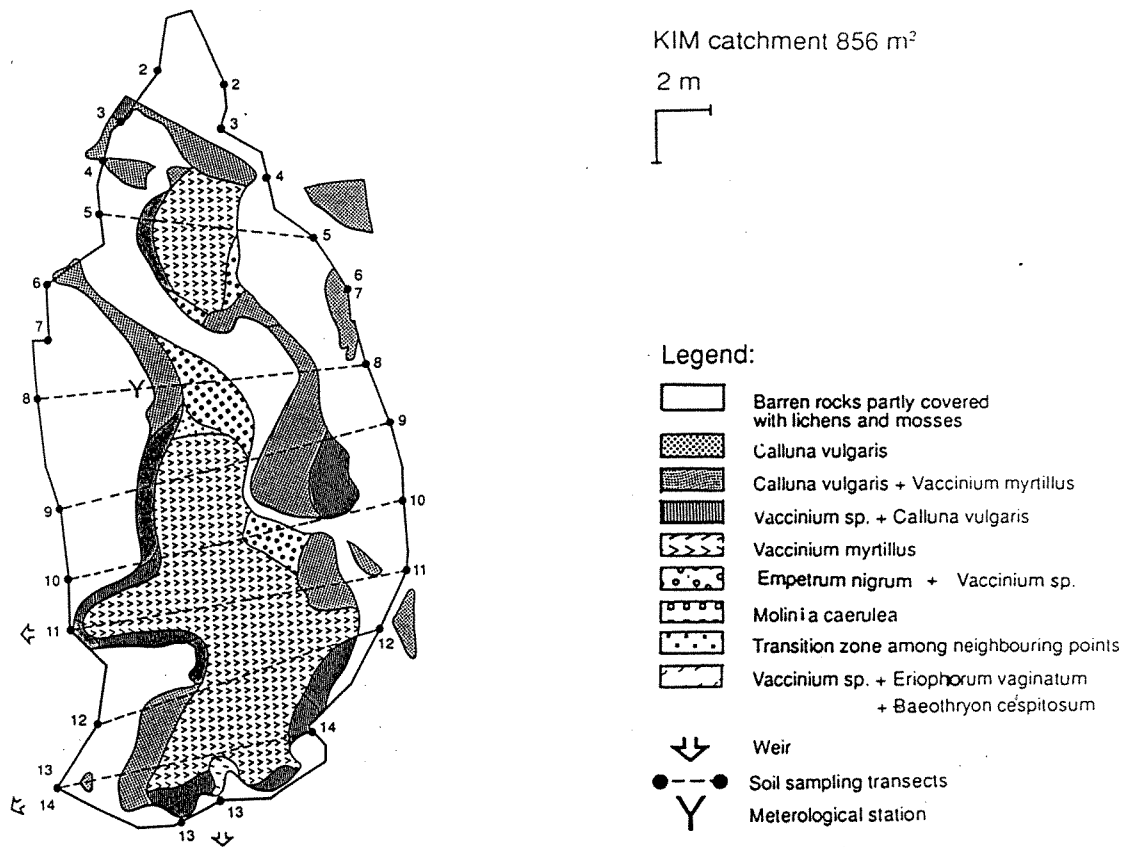 KIM catchment 856 m²
2 m
2
2
3
3
4
4
5
5
6
6
7
7
8
8
9
9
10
10
11
11
12
12
13
14
14
13
13
Y
Legend:
Barren rocks partly covered
with lichens and mosses
Calluna vulgaris
Calluna vulgaris + Vaccinium myrtillus
Vaccinium sp. + Calluna vulgaris
Vaccinium myrtillus
Empetrum nigrum + Vaccinium sp.
Molinia caerulea
Transition zone among neighbouring points
Vaccinium sp. + Eriophorum vaginatum
+ Baeothryon cespitosum
Weir
Soil sampling transects
Y Meterological station